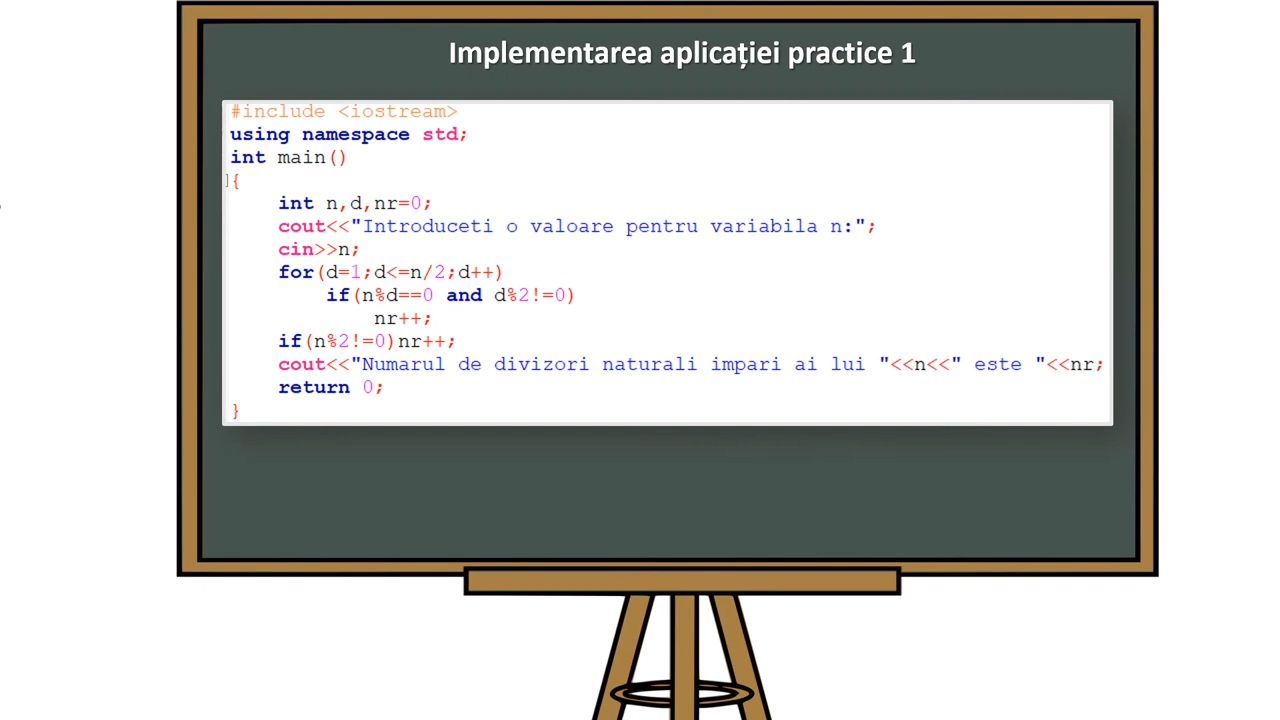 Implementarea aplicației practice 1
#include <iostream>
using namespace std;
int main()
{
    int n,d,nr=0;
    cout<<"Introduceti o valoare pentru variabila n:";
    cin>>n;
    for(d=1;d<=n/2;d++)
        if(n%d==0 and d%2!=0)
            nr++;
    if(n%2!=0)nr++;
    cout<<"Numarul de divizori naturali impari ai lui "<<n<<" este "<<nr;
    return 0;
}